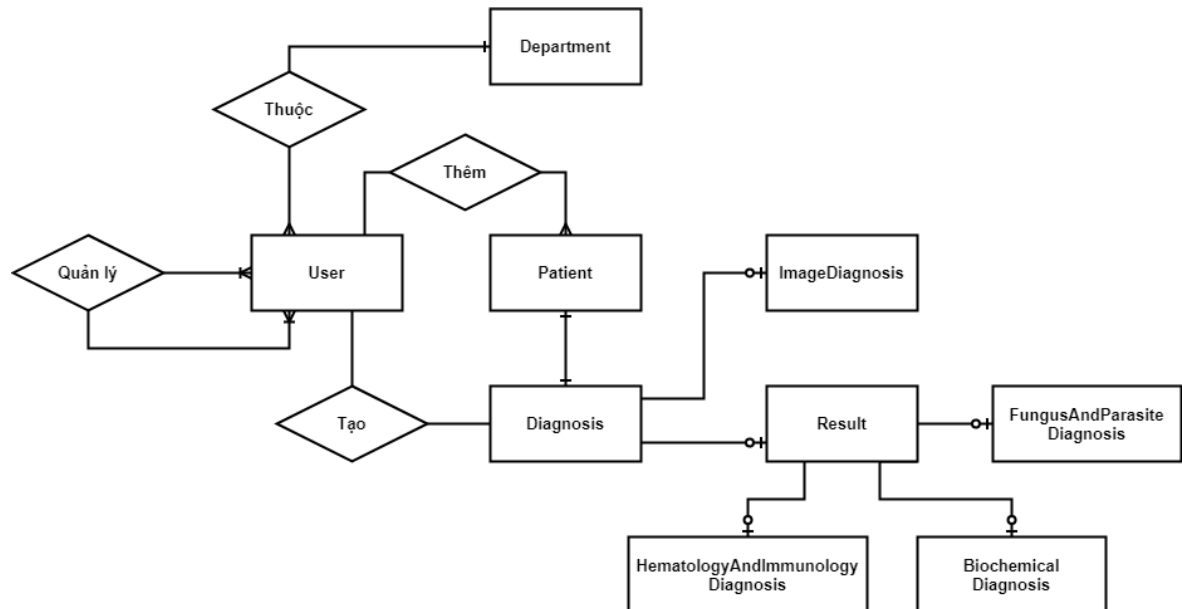 Department
Thuộc
Thêm
Quản lý
User
Patient
ImageDiagnosis
Tạo
Diagnosis
Result
FungusAndParasite
Diagnosis
HematologyAndImmunology
Diagnosis
Biochemical
Diagnosis